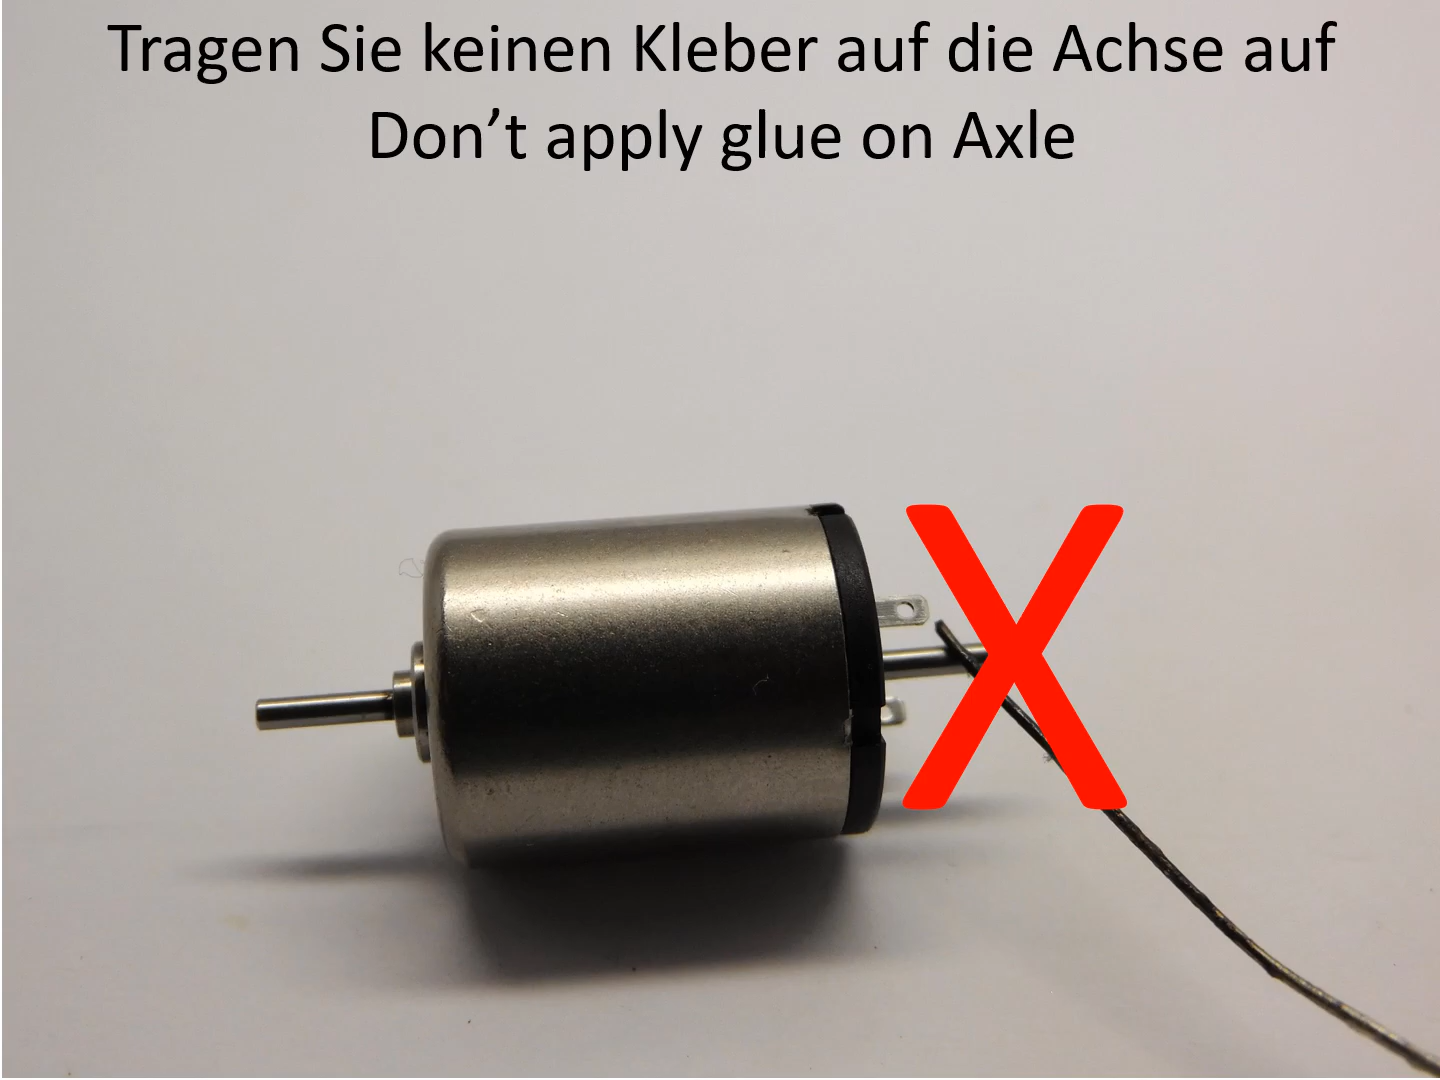 Tragen Sie keinen Kleber auf die Achse auf
Don’t apply glue on Axle
X